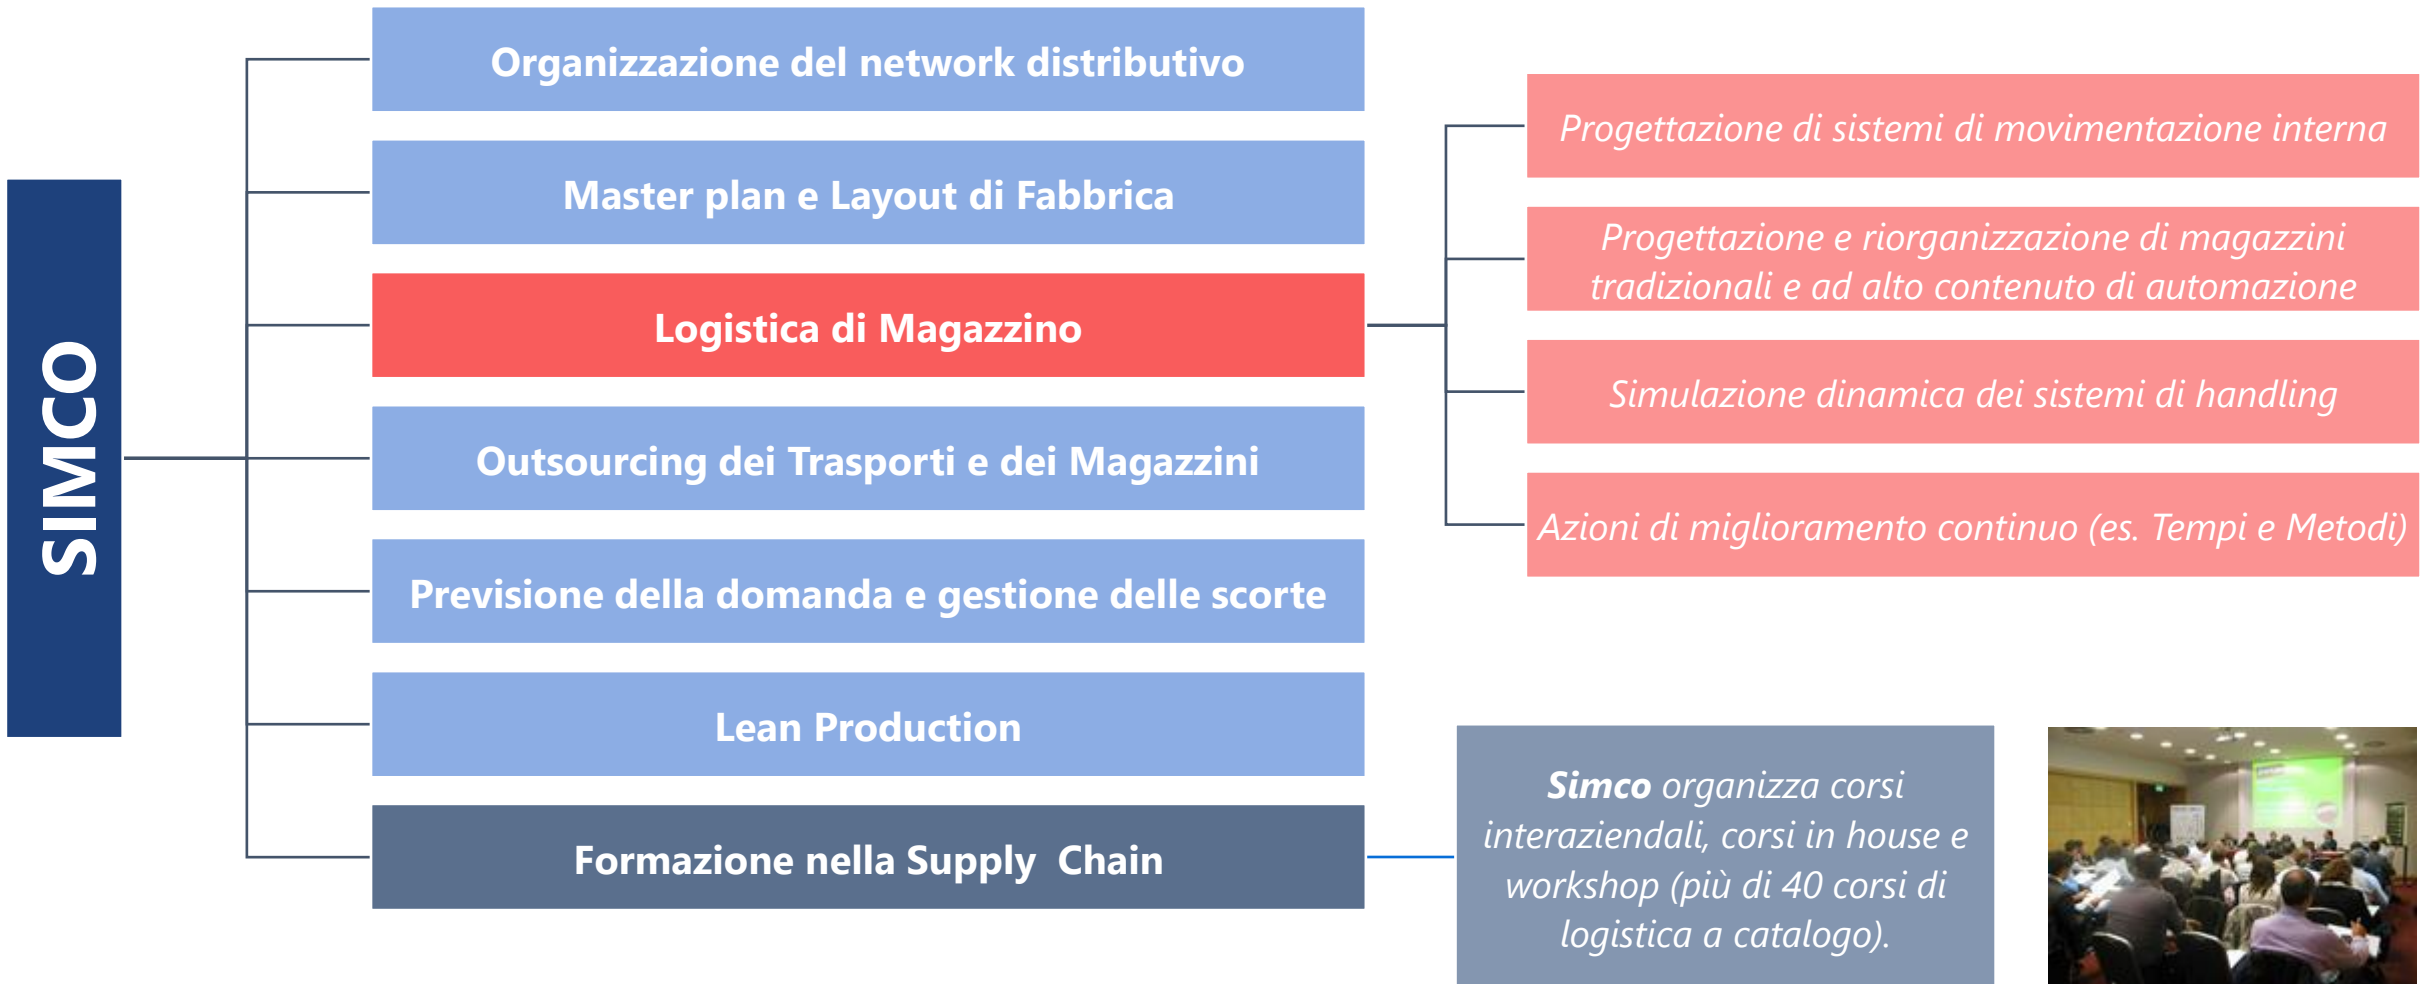 SIMCO
Organizzazione del network distributivo
Master plan e Layout di Fabbrica
Logistica di Magazzino
Outsourcing dei Trasporti e dei Magazzini
Previsione della domanda e gestione delle scorte
Lean Production
Formazione nella Supply  Chain
Progettazione di sistemi di movimentazione interna
Progettazione e riorganizzazione di magazzini
tradizionali e ad alto contenuto di automazione
Simulazione dinamica dei sistemi di handling
Azioni di miglioramento continuo (es. Tempi e Metodi)
Simco organizza corsi
interaziendali, corsi in house e
workshop (più di 40 corsi di
logistica a catalogo).